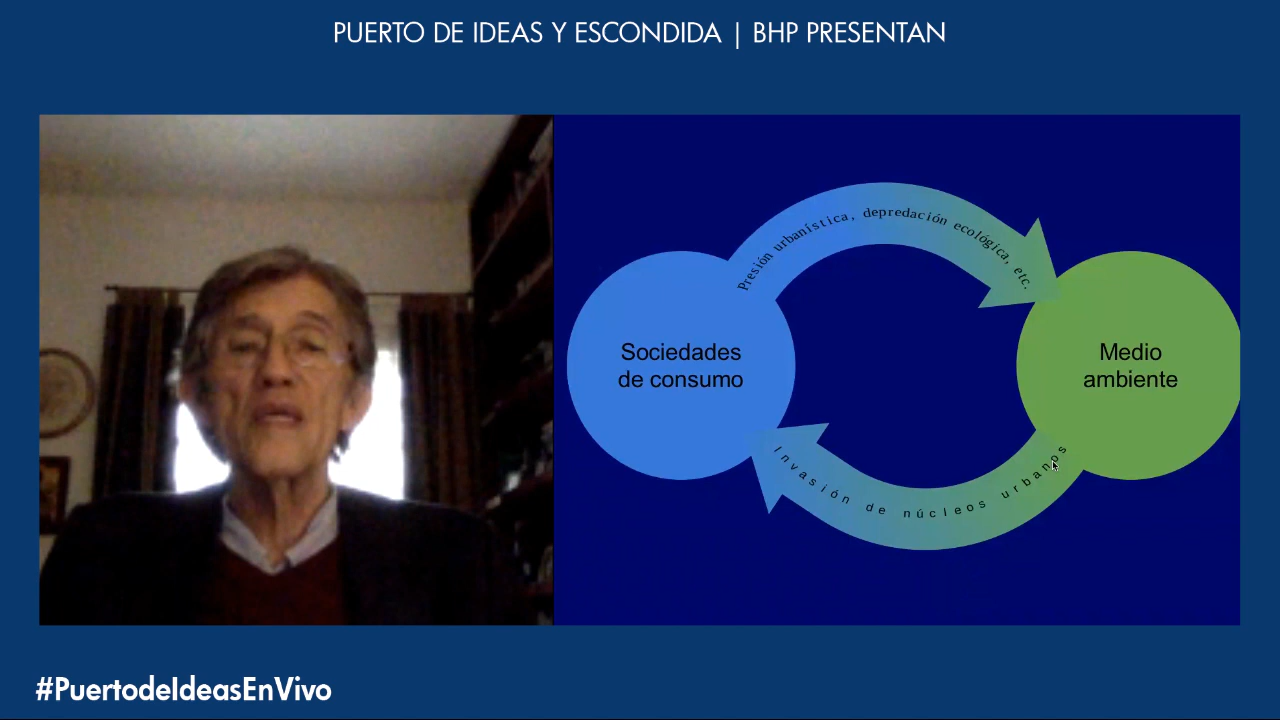 PUERTO DE IDEAS Y ESCONDIDA | BHP PRESENTAN
Presión urbanística, depredación ecológica, etc.
Sociedades
de consumo
Medio
ambiente
Invasión de núcleos urbanos
#PuertodeIdeasEnVivo